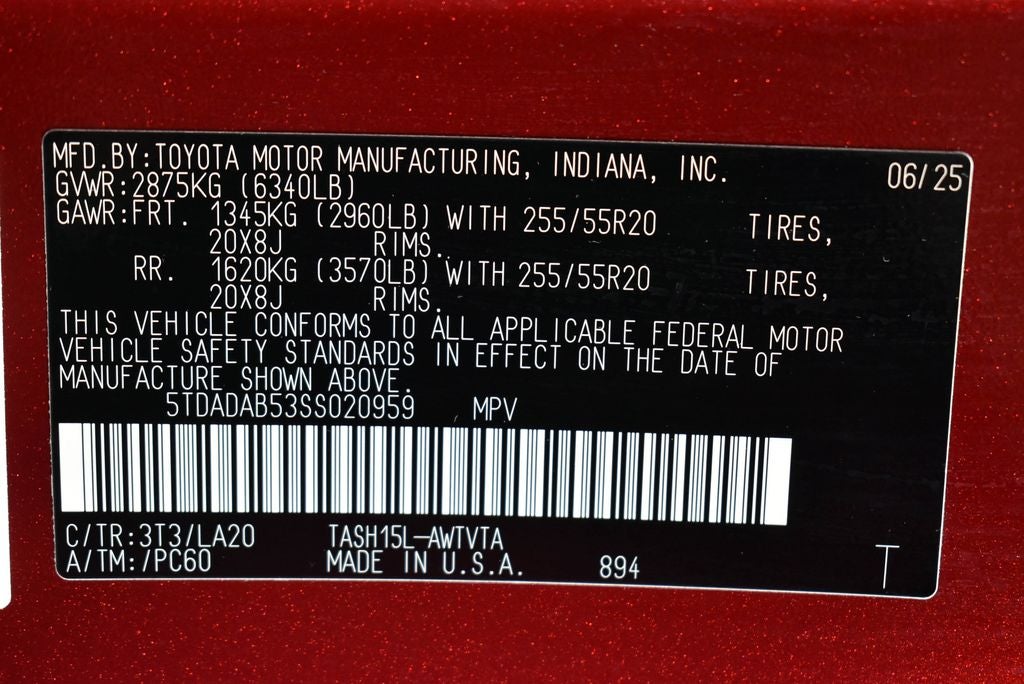 MFD.BY:TOYOTA MOTOR MANUFACTURING, INDIANA, INC. 06/25
GVWR:2875KG (6340LB)
GAWR:FRT. 1345KG (2960LB) WITH 255/55R20 TIRES,
20X8J RIMS.
RR. 1620KG (3570LB) WITH 255/55R20 TIRES,
20X8J RIMS.
THIS VEHICLE CONFORMS TO ALL APPLICABLE FEDERAL MOTOR
VEHICLE SAFETY STANDARDS IN EFFECT ON THE DATE OF
MANUFACTURE SHOWN ABOVE.
5TDADAB53SS020959 MPV
C/TR:3T3/LA20 TASH15L-AWTVTA
A/TM:/PC60 MADE IN U.S.A. 894 T